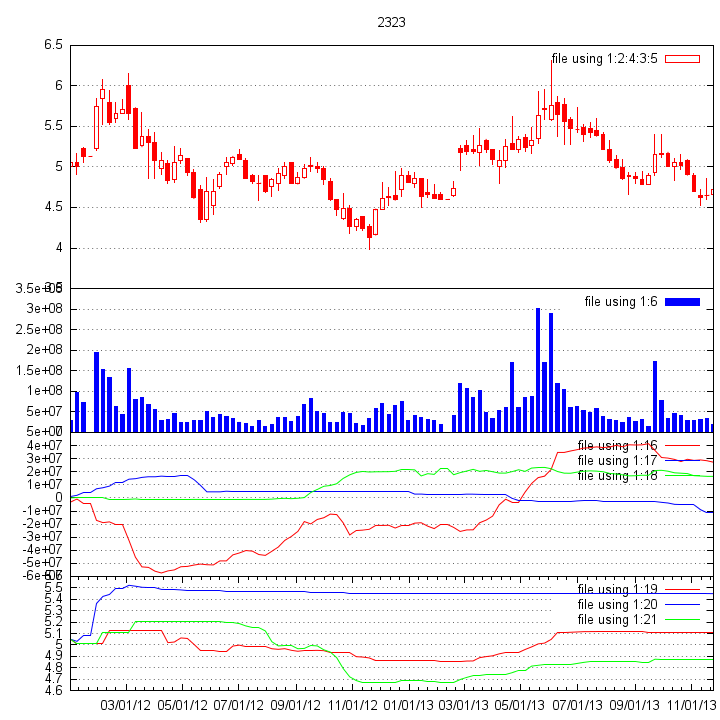 2323
6.5
file using 1:2:4:3:5
6
5.5
5
4.5
4
3.5e+08
file using 1:6
3e+08
2.5e+08
2e+08
1.5e+08
1e+08
5e+07
file using 1:16
4e+07
file using 1:17
3e+07
file using 1:18
2e+07
1e+07
0
-1e+07
-2e+07
-3e+07
-4e+07
-5e+07
-6e+07
file using 1:19
5.5
file using 1:20
5.4
5.3
file using 1:21
5.2
5.1
5
4.9
4.8
4.7
4.6
03/01/12 05/01/12 07/01/12 09/01/12 11/01/12 01/01/13 03/01/13 05/01/13 07/01/13 09/01/13 11/01/13